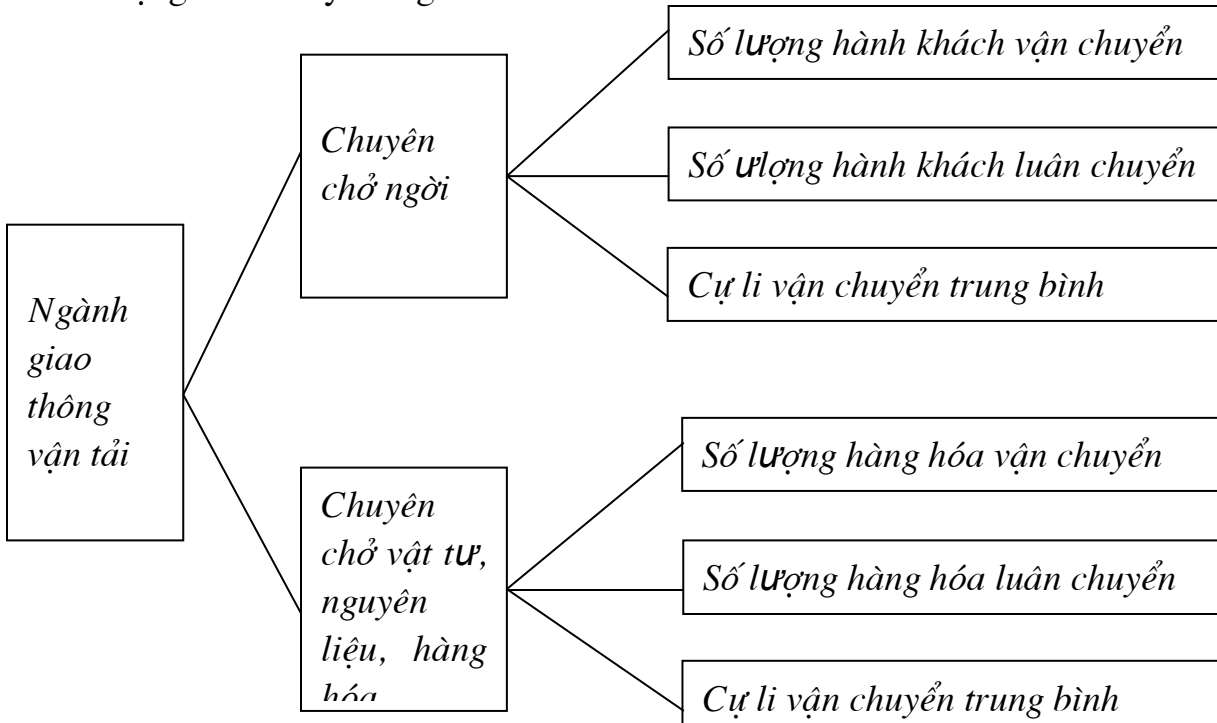 Số lượng hành khách vận chuyển
Chuyên
chở ngời
Số ưlợng hành khách luân chuyển
Cự li vận chuyển trung bình
Ngành
giao
thông
vận tải
Số lượng hàng hóa vận chuyển
Chuyên
chở vật tư,
nguyên
liệu, hàng
hóa
Số lượng hàng hóa luân chuyển
Cự li vận chuyển trung bình